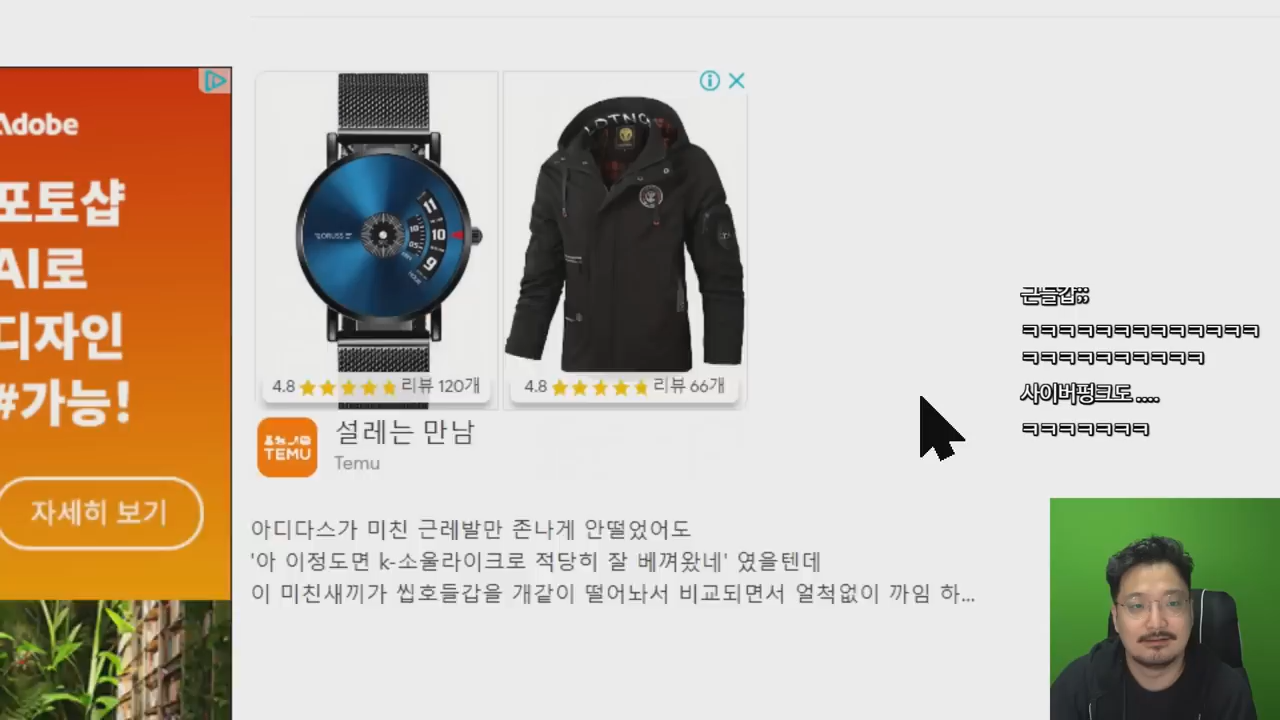 Adobe
포토샵
AI로
디자인
#가능!
자세히 보기
10
9
4.8 리뷰 120개
4.8 리뷰 66개
TEMU
설레는 만남
Temu
아디다스가 미친 근레발만 존나게 안떨었어도
'아 이정도면 k-소울라이크로 적당히 잘 베껴왔네' 였을텐데
이 미친새끼가 씹호들갑을 개같이 떨어놔서 비교되면서 얼척없이 까임 하...
ㅋㅋㅋㅋㅋㅋㅋㅋㅋㅋㅋㅋㅋ
ㅋㅋㅋㅋㅋㅋㅋㅋㅋㅋ
사이버펑크도 ....
ㅋㅋㅋㅋㅋㅋㅋ